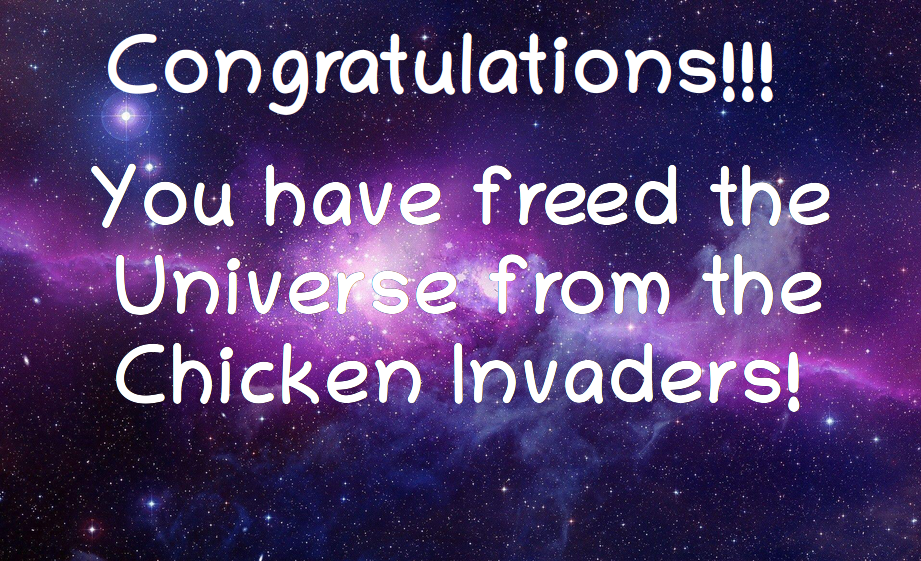 Congratulations!!!
You have freed the
Universe from the
Chicken Invaders!